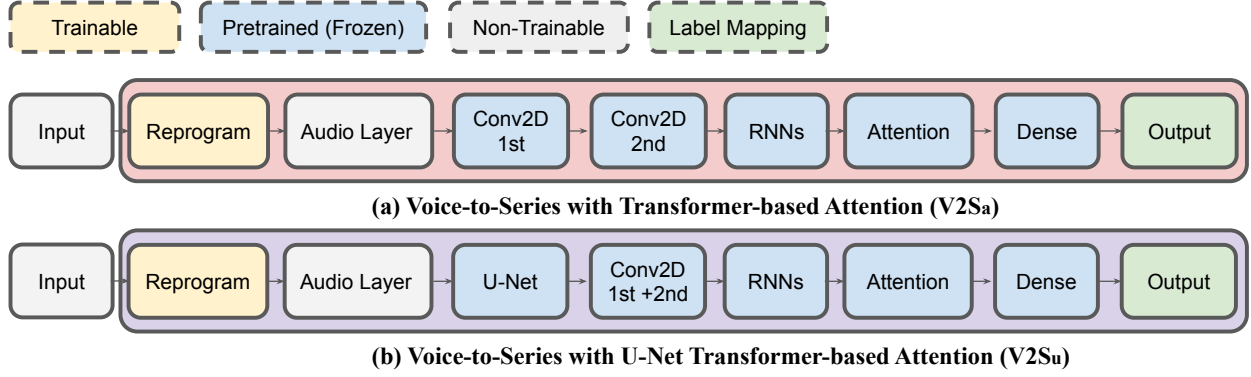 Trainable Pretrained (Frozen) Non-Trainable Label Mapping
Input Reprogram Audio Layer Conv2D 1st Conv2D 2nd RNNs Attention Dense Output
(a) Voice-to-Series with Transformer-based Attention (V2Sa)
Input Reprogram Audio Layer U-Net Conv2D 1st +2nd RNNs Attention Dense Output
(b) Voice-to-Series with U-Net Transformer-based Attention (V2Su)